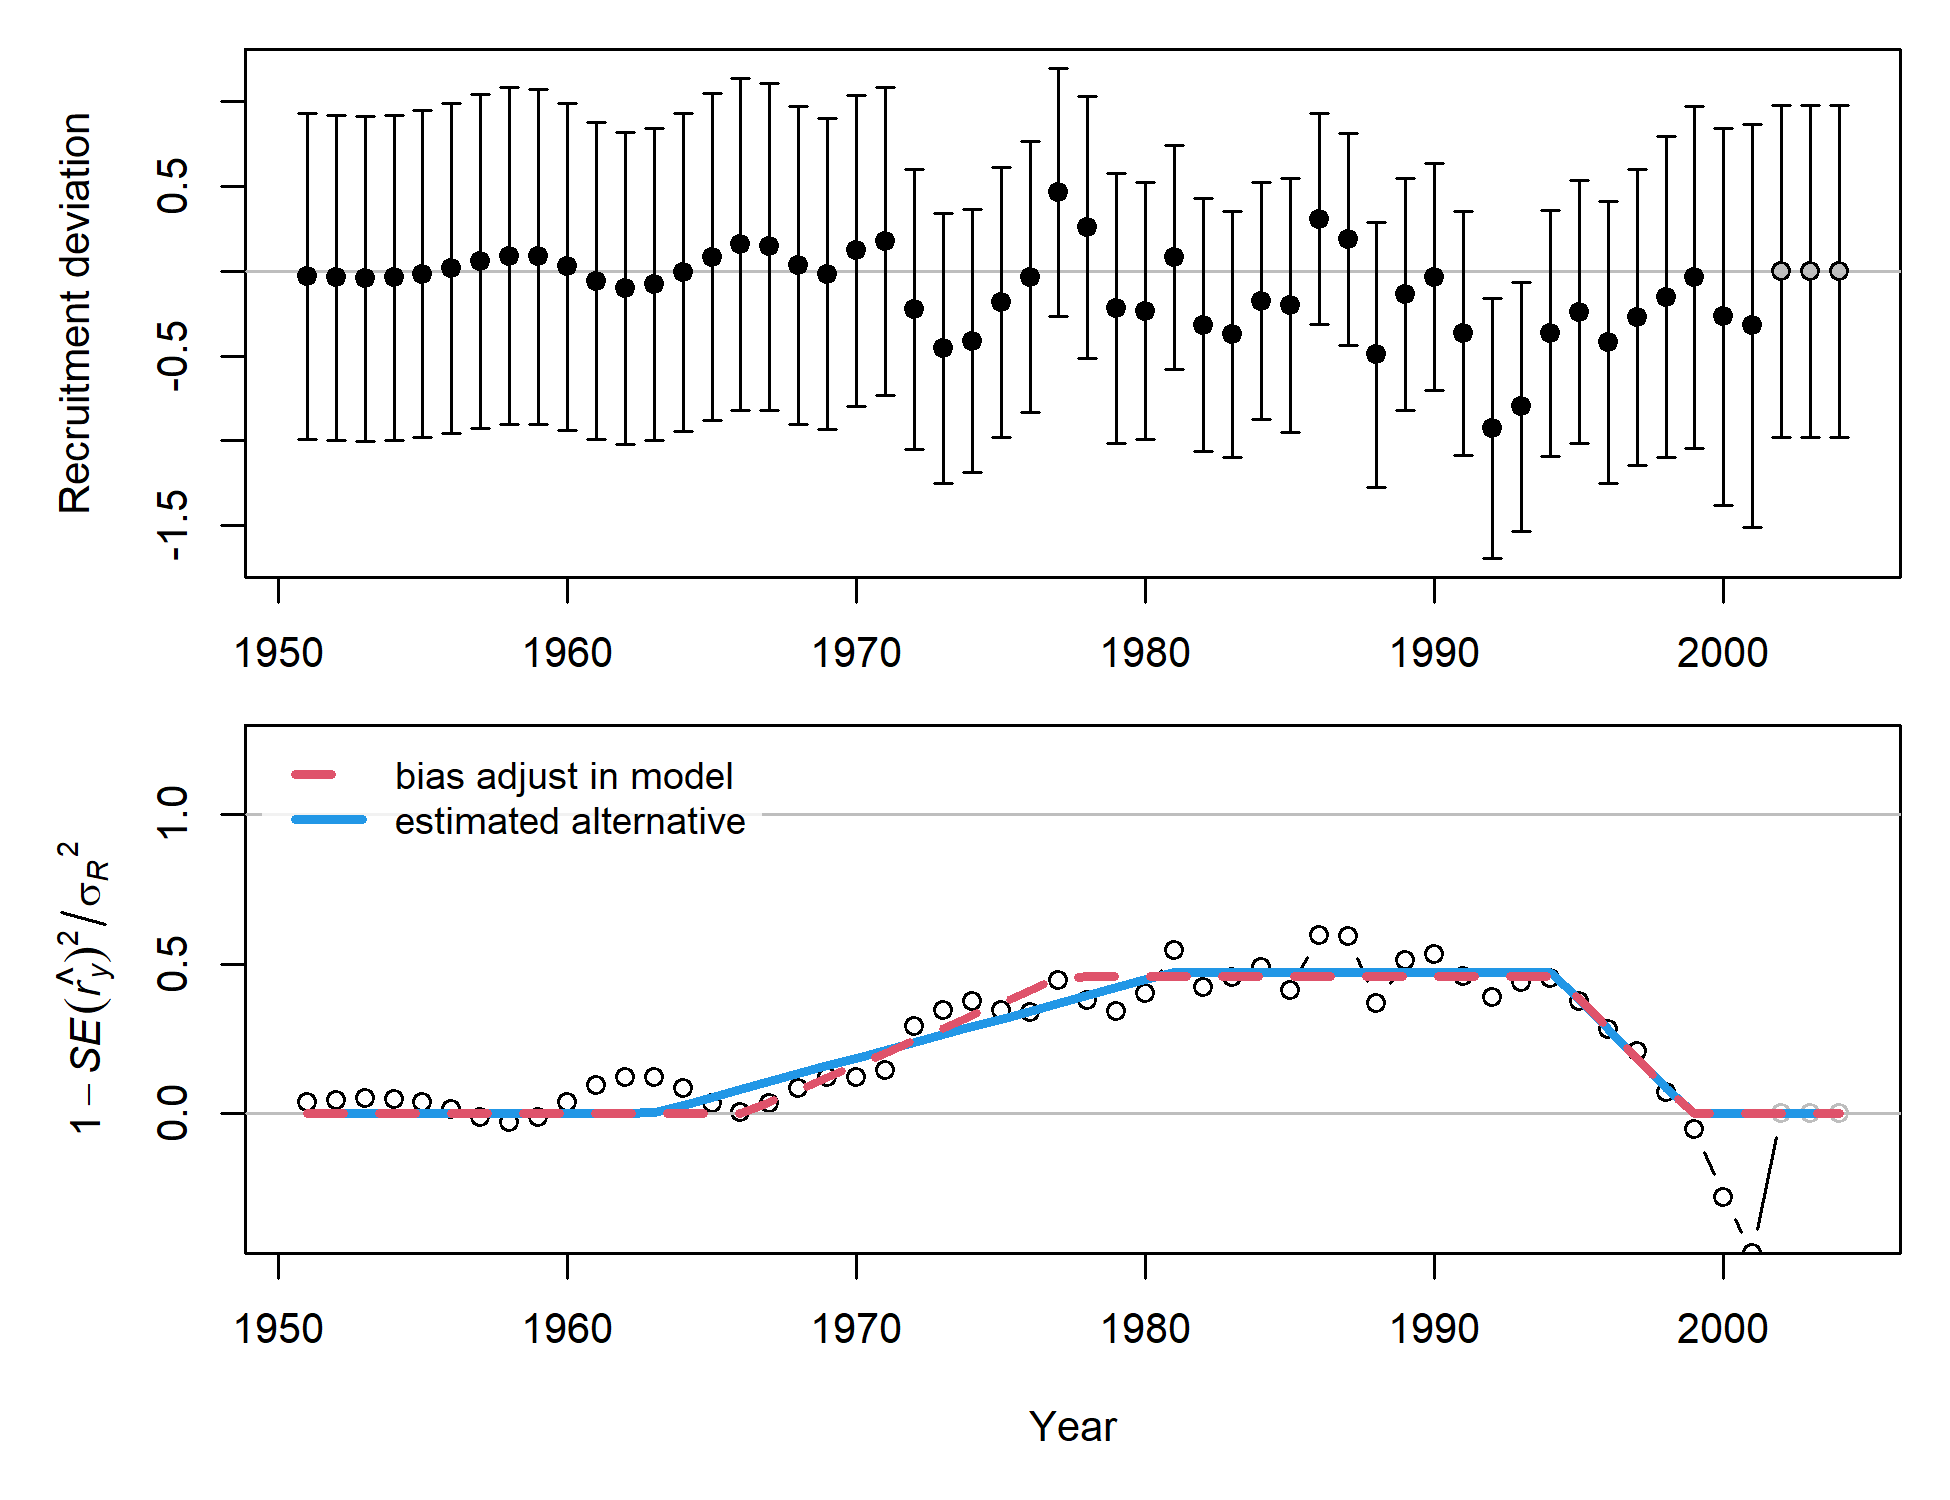 Recruitment deviation
0.5
-0.5
-1.5
1950 1960 1970 1980 1990 2000
bias adjust in model
estimated alternative
1 − SE(r̂y)² / σR²
1.0
0.5
0.0
1950 1960 1970 1980 1990 2000
Year